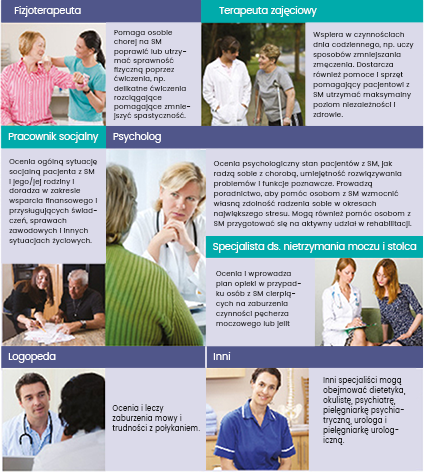 Fizjoterapeuta
Pomaga osobie
chorej na SM
poprawić lub utrzy-
mać sprawność
fizyczną poprzez
ćwiczenia, np.
delikatne ćwiczenia
rozciągające
pomagające zmnie-
jszyć spastyczność.
Terapeuta zajęciowy
Wspiera w czynnościach
dnia codziennego, np. uczy
sposobów zmniejszania
zmęczenia. Dostarcza
również pomoce i sprzęt
pomagający pacjentowi z
SM utrzymać maksymalny
poziom niezależności i
zdrowie.
Pracownik socjalny
Ocenia ogólną sytuację
socjalną pacjenta z SM
i jego/jej rodziny i
doradza w zakresie
wsparcia finansowego i
przysługujących świad-
czeń, sprawach
zawodowych i innych
sytuacjach życiowych.
Psycholog
Ocenia psychologiczny stan pacjentów z SM, jak
radzą sobie z chorobą, umiejętność rozwiązywania
problemów i funkcje poznawcze. Prowadzą
poradnictwo, aby pomóc osobom z SM wzmocnić
własną zdolność radzenia sobie w okresach
największego stresu. Mogą również pomóc osobom z
SM przygotować się na aktywny udział w rehabilitacji.
Specjalista ds. nietrzymania moczu i stolca
Ocenia i wprowadza
plan opieki w przypad-
ku osób z SM cierpią-
cych na zaburzenia
czynności pęcherza
moczowego lub jelit
Logopeda
Ocenia i leczy
zaburzenia mowy i
trudności z połykaniem.
Inni
Inni specjaliści mogą
obejmować dietetyka,
okulistę, psychiatrę,
pielęgniarkę psychia-
tryczną, urologa i
pielęgniarkę urolog-
iczną.